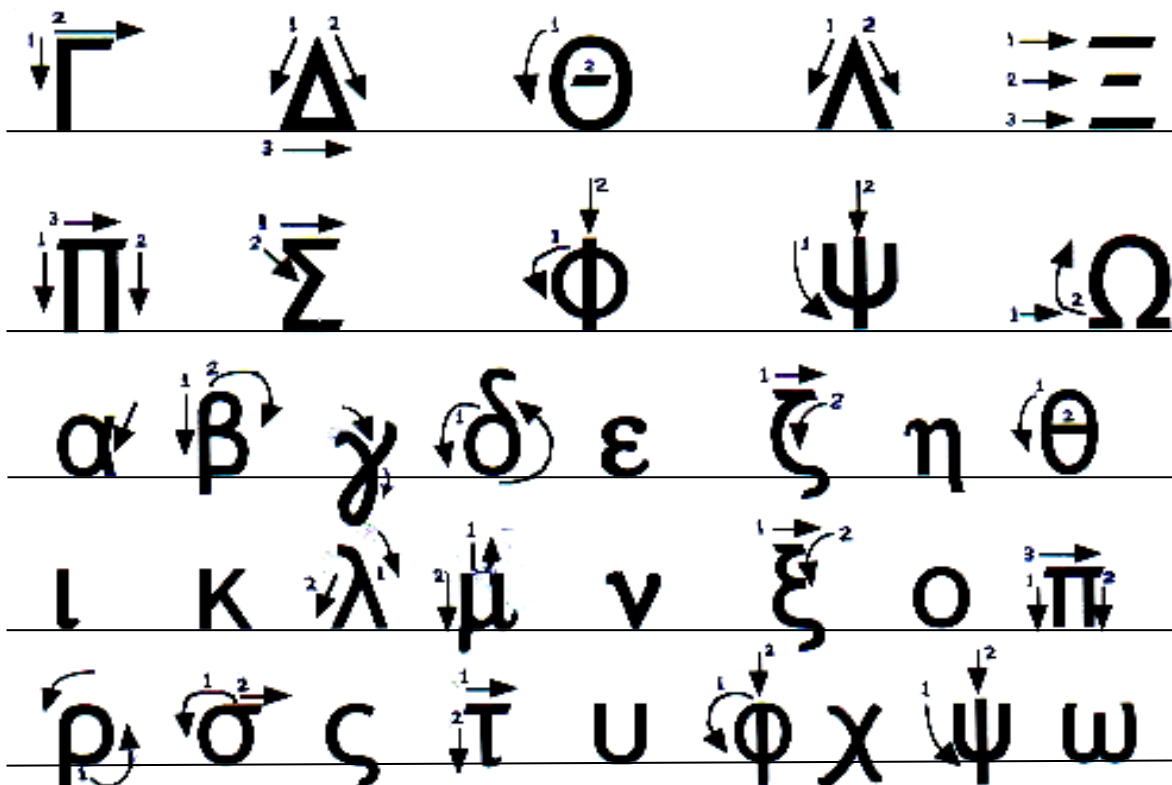 Γ Δ Θ Λ Ξ
Π Σ Φ Ψ Ω
α β γ δ ε ζ η θ
ι κ λ μ ν ξ ο π
ρ σ ς τ υ φ χ ψ ω